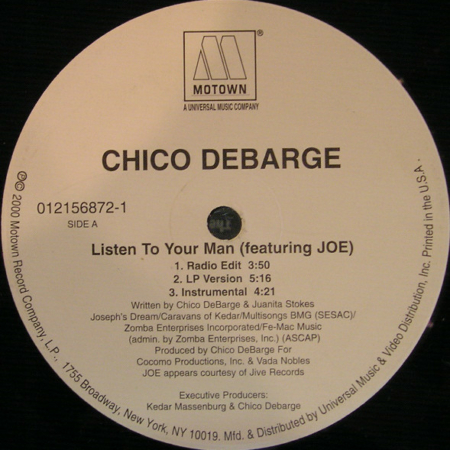 M®
MOTOWN
A UNIVERSAL MUSIC COMPANY
CHICO DEBARGE
012156872-1
SIDE A
Listen To Your Man (featuring JOE)
1. Radio Edit 3:50
2. LP Version 5:16
3. Instrumental 4:21
Written by Chico DeBarge & Juanita Stokes
Joseph's Dream/Caravans of Kedar/Multisongs BMG (SESAC)/
Zomba Enterprises Incorporated/Fe-Mac Music
(admin. by Zomba Enterprises, Inc.) (ASCAP)
Produced by Chico DeBarge For
Cocomo Productions, Inc. & Vada Nobles
JOE appears courtesy of Jive Records
Executive Producers:
Kedar Massenburg & Chico Debarge
℗© 2000 Motown Record Company, L.P., 1755 Broadway, New York, NY 10019. Mfd. & Distributed by Universal Music & Video Distribution, Inc. Printed in the U.S.A.